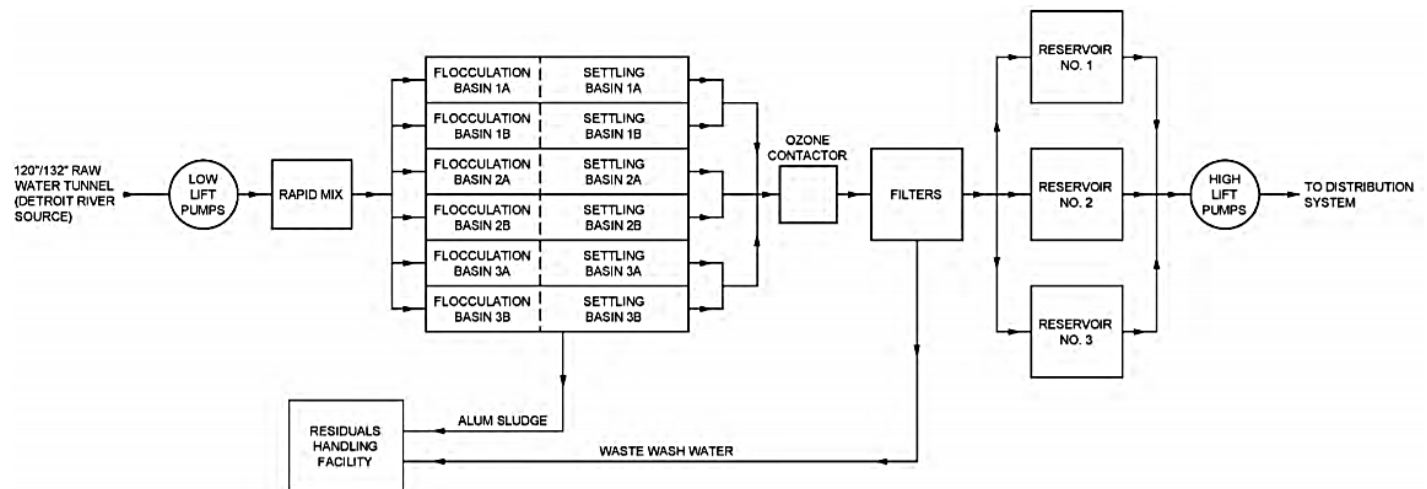 120"/132" RAW
WATER TUNNEL
(DETROIT RIVER
SOURCE)
LOW
LIFT
PUMPS
RAPID MIX
FLOCCULATION
BASIN 1A
SETTLING
BASIN 1A
FLOCCULATION
BASIN 1B
SETTLING
BASIN 1B
FLOCCULATION
BASIN 2A
SETTLING
BASIN 2A
FLOCCULATION
BASIN 2B
SETTLING
BASIN 2B
FLOCCULATION
BASIN 3A
SETTLING
BASIN 3A
FLOCCULATION
BASIN 3B
SETTLING
BASIN 3B
OZONE
CONTACTOR
FILTERS
RESERVOIR
NO. 1
RESERVOIR
NO. 2
RESERVOIR
NO. 3
HIGH
LIFT
PUMPS
TO DISTRIBUTION
SYSTEM
ALUM SLUDGE
WASTE WASH WATER
RESIDUALS
HANDLING
FACILITY